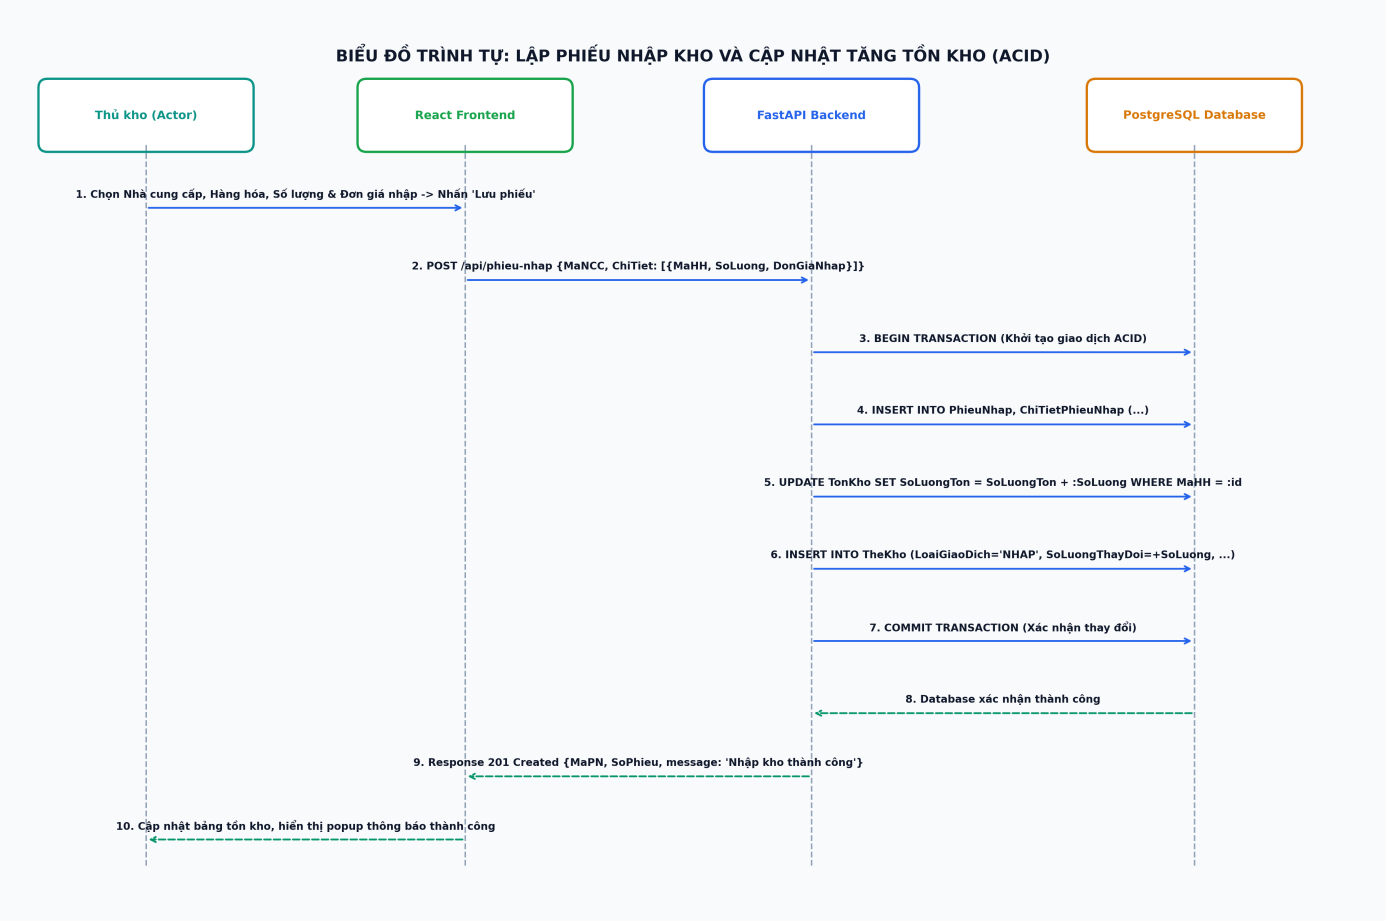 BIỂU ĐỒ TRÌNH TỰ: LẬP PHIẾU NHẬP KHO VÀ CẬP NHẬT TĂNG TỒN KHO (ACID)
Thủ kho (Actor)
React Frontend
FastAPI Backend
PostgreSQL Database
1. Chọn Nhà cung cấp, Hàng hóa, Số lượng & Đơn giá nhập -> Nhấn 'Lưu phiếu'
2. POST /api/phieu-nhap {MaNCC, ChiTiet: [{MaHH, SoLuong, DonGiaNhap}]}
3. BEGIN TRANSACTION (Khởi tạo giao dịch ACID)
4. INSERT INTO PhieuNhap, ChiTietPhieuNhap (...)
5. UPDATE TonKho SET SoLuongTon = SoLuongTon + :SoLuong WHERE MaHH = :id
6. INSERT INTO TheKho (LoaiGiaoDich='NHAP', SoLuongThayDoi=+SoLuong, ...)
7. COMMIT TRANSACTION (Xác nhận thay đổi)
8. Database xác nhận thành công
9. Response 201 Created {MaPN, SoPhieu, message: 'Nhập kho thành công'}
10. Cập nhật bảng tồn kho, hiển thị popup thông báo thành công